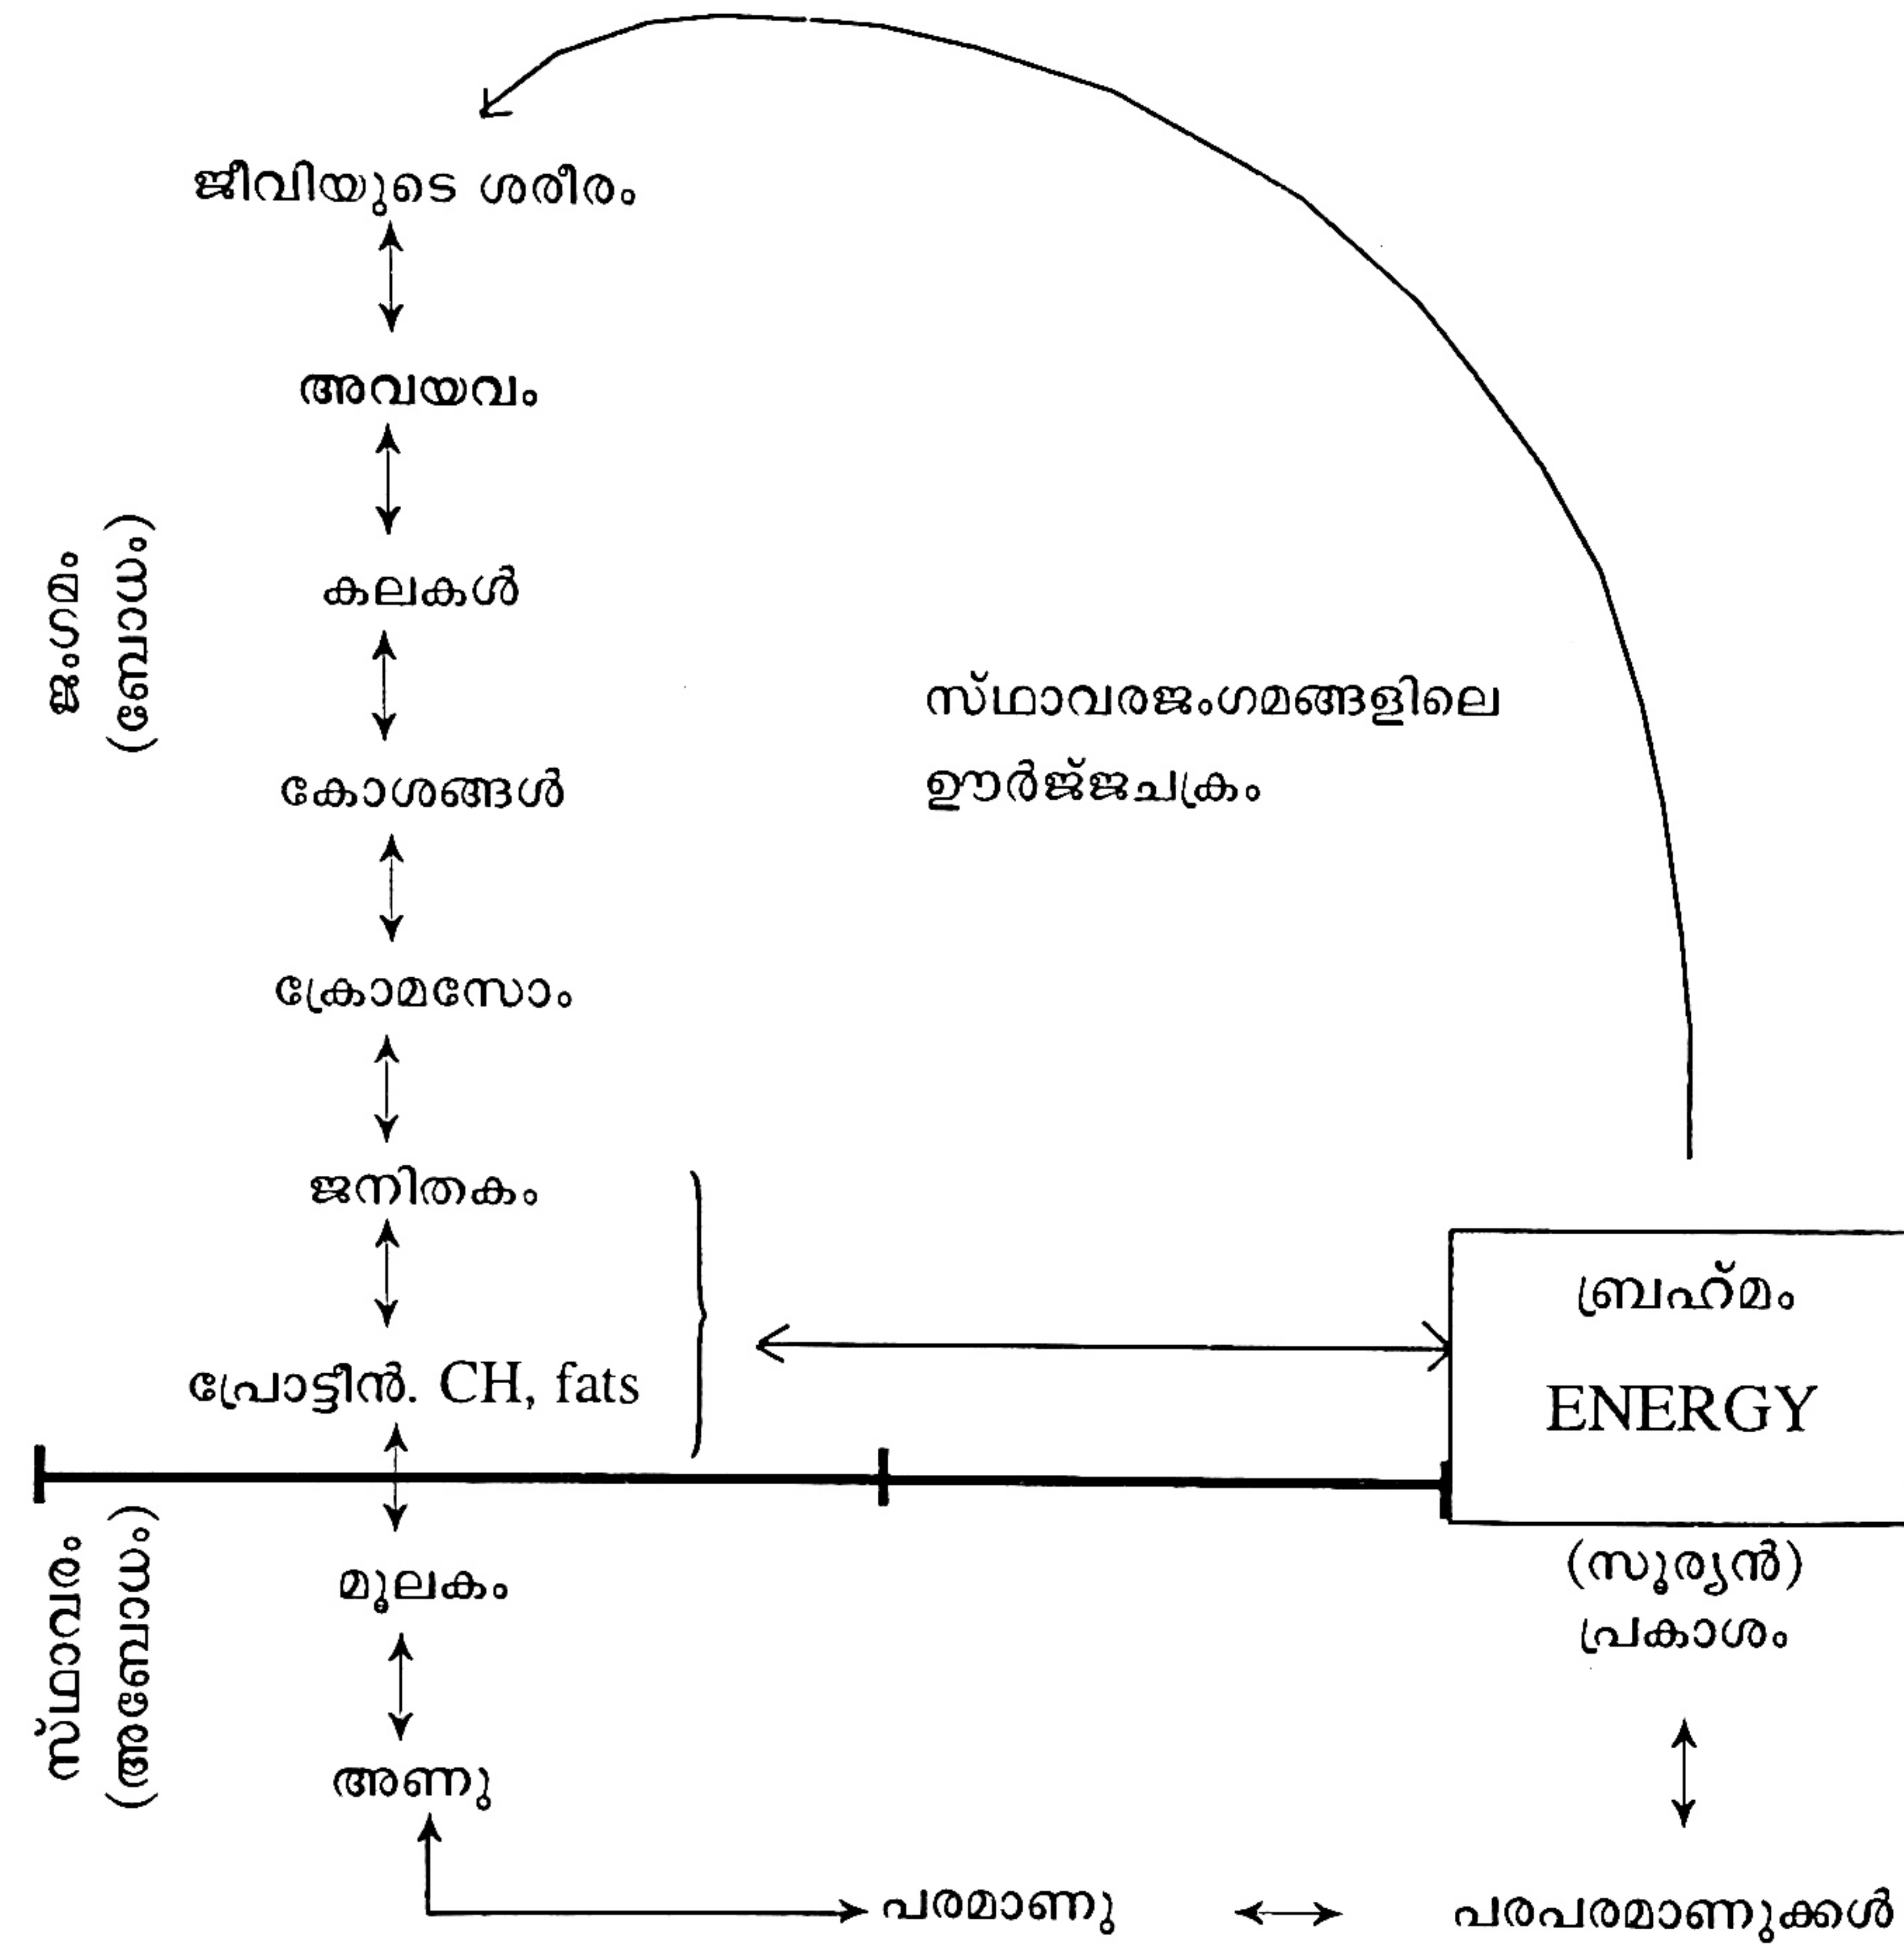 ജീവിയുടെ ശരീരം
അവയവം
കലകൾ
കോശങ്ങൾ
ക്രോമസോം
ജനിതകം
പ്രോട്ടീൻ. CH, fats
മൂലകം
അണു
ജംഗമം
(സേന്ദ്രിയം)
സ്ഥാവരം
സ്ഥാവരജംഗമങ്ങളിലെ
ഊർജ്ജചക്രം
ബ്രഹ്മം
ENERGY
(സൂര്യൻ)
പ്രകാശം
പരമാണു
പരപരമാണുക്കൾ